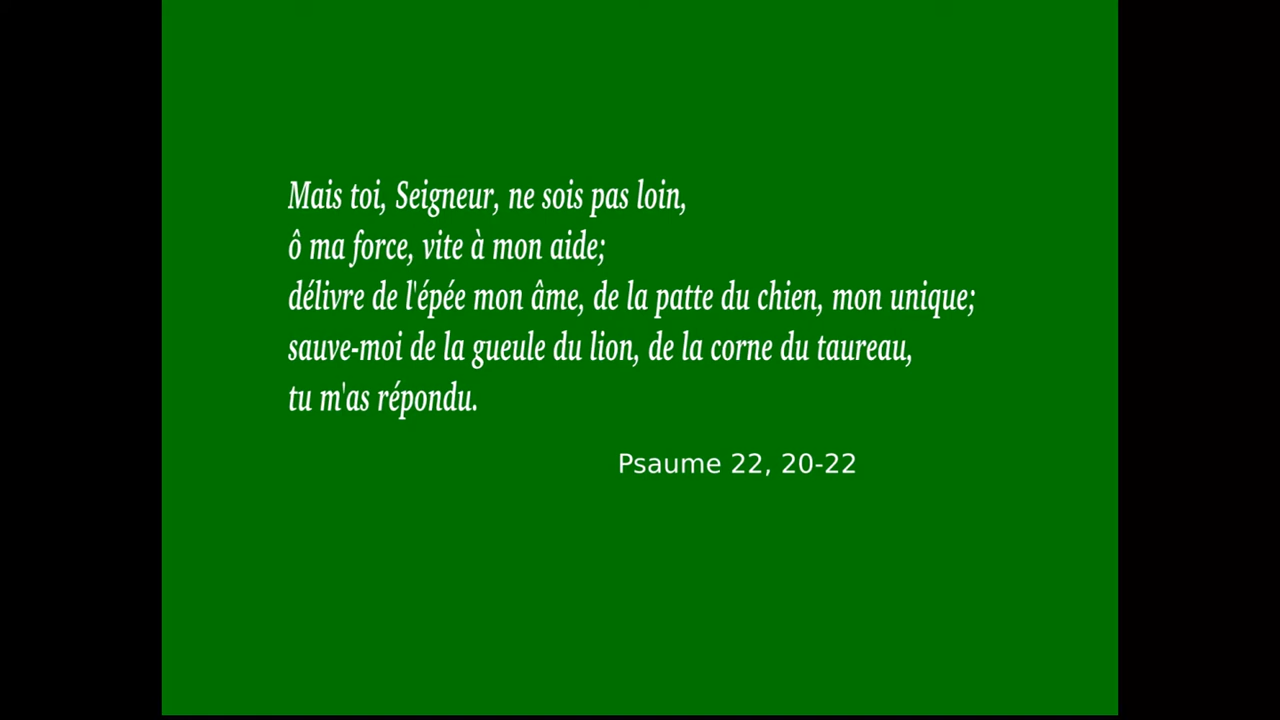 Mais toi, Seigneur, ne sois pas loin,
ô ma force, vite à mon aide;
délivre de l'épée mon âme, de la patte du chien, mon unique;
sauve-moi de la gueule du lion, de la corne du taureau,
tu m'as répondu.
Psaume 22, 20-22